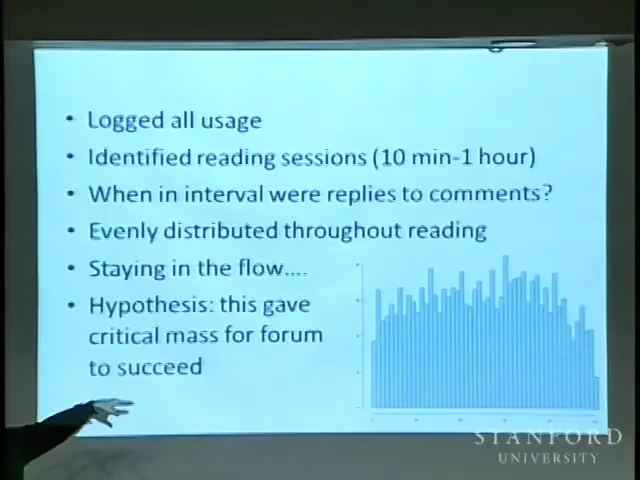 • Logged all usage
• Identified reading sessions (10 min-1 hour)
• When in interval were replies to comments?
• Evenly distributed throughout reading
• Staying in the flow....
• Hypothesis: this gave
critical mass for forum
to succeed
STANFORD
UNIVERSITY